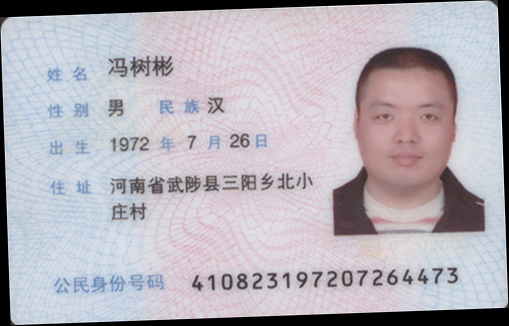 姓名 冯树彬
性别 男 民族 汉
出生 1972 年 7 月 26 日
住址 河南省武陟县三阳乡北小
庄村
公民身份号码 410823197207264473